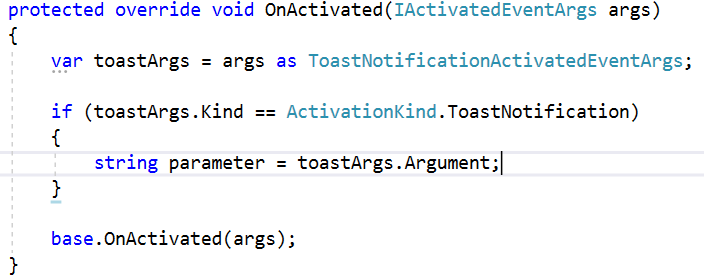 protected override void OnActivated(IActivatedEventArgs args)
{
    var toastArgs = args as ToastNotificationActivatedEventArgs;

    if (toastArgs.Kind == ActivationKind.ToastNotification)
    {
        string parameter = toastArgs.Argument;
    }

    base.OnActivated(args);
}